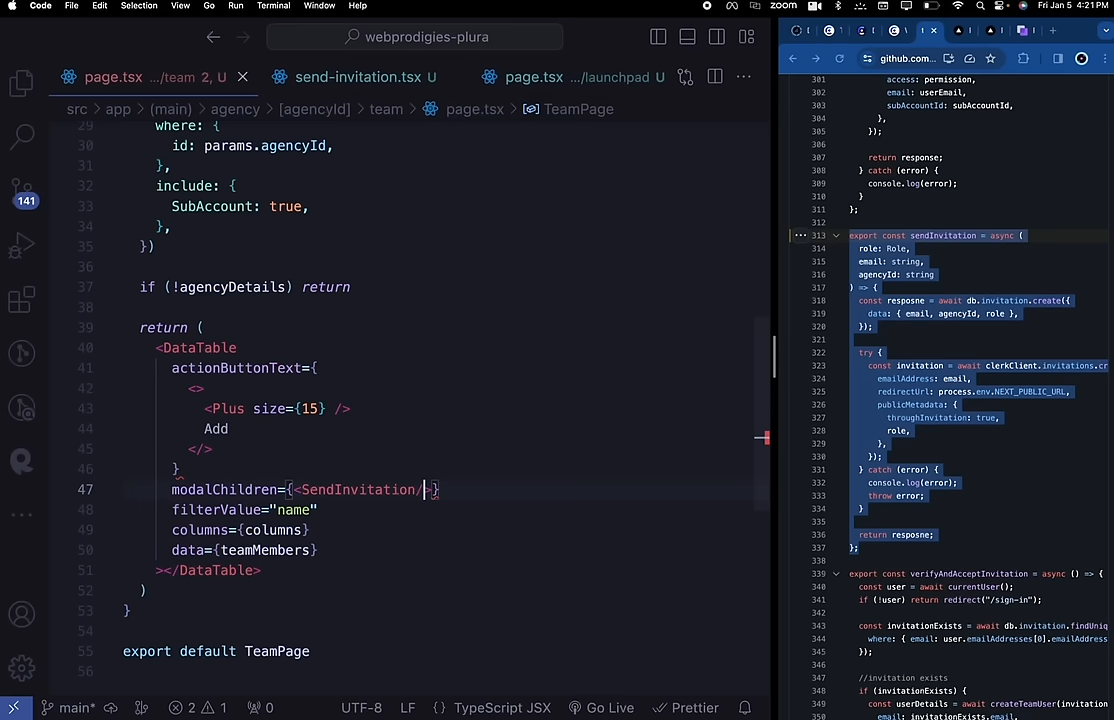 Code File Edit Selection View Go Run Terminal Window Help
zoom Fri Jan 5 4:21 PM
webprodigies-plura
page.tsx .../team 2, U
send-invitation.tsx U
page.tsx .../launchpad U
src > app > (main) > agency > [agencyId] > team > page.tsx > TeamPage
141
29 where: {
30 id: params.agencyId,
31 },
32 include: {
33 SubAccount: true,
34 },
35 })
36
37 if (!agencyDetails) return
38
39 return (
40 <DataTable
41 actionButtonText={
42 <>
43 <Plus size={15} />
44 Add
45 </>
46 }
47 modalChildren={<SendInvitation/>}
48 filterValue="name"
49 columns={columns}
50 data={teamMembers}
51 ></DataTable>
52 )
53 }
54
55 export default TeamPage
56
main* 2 1 0 UTF-8 LF {} TypeScript JSX Go Live Prettier
github.com...
301 access: permission,
302 email: userEmail,
303 subAccountId: subAccountId,
304 },
305 });
306
307 return response;
308 } catch (error) {
309 console.log(error);
310 }
311 };
312
313 export const sendInvitation = async (
314 role: Role,
315 email: string,
316 agencyId: string
317 ) => {
318 const resposne = await db.invitation.create({
319 data: { email, agencyId, role },
320 });
321
322 try {
323 const invitation = await clerkClient.invitations.cr
324 emailAddress: email,
325 redirectUrl: process.env.NEXT_PUBLIC_URL,
326 publicMetadata: {
327 throughInvitation: true,
328 role,
329 },
330 });
331 } catch (error) {
332 console.log(error);
333 throw error;
334 }
335
336 return resposne;
337 };
338
339 export const verifyAndAcceptInvitation = async () => {
340 const user = await currentUser();
341 if (!user) return redirect("/sign-in");
342
343 const invitationExists = await db.invitation.findUniq
344 where: { email: user.emailAddresses[0].emailAddress
345 });
346
347 //invitation exists
348 if (invitationExists) {
349 const userDetails = await createTeamUser(invitation
350 email: invitationExists.email,